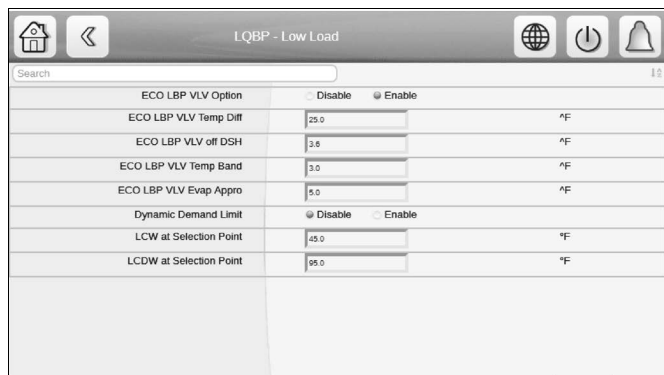 LQBP - Low Load
Search
ECO LBP VLV Option Disable Enable
ECO LBP VLV Temp Diff 25.0 ^F
ECO LBP VLV off DSH 3.6 ^F
ECO LBP VLV Temp Band 3.0 ^F
ECO LBP VLV Evap Appro 5.0 ^F
Dynamic Demand Limit Disable Enable
LCW at Selection Point 45.0 °F
LCDW at Selection Point 95.0 °F